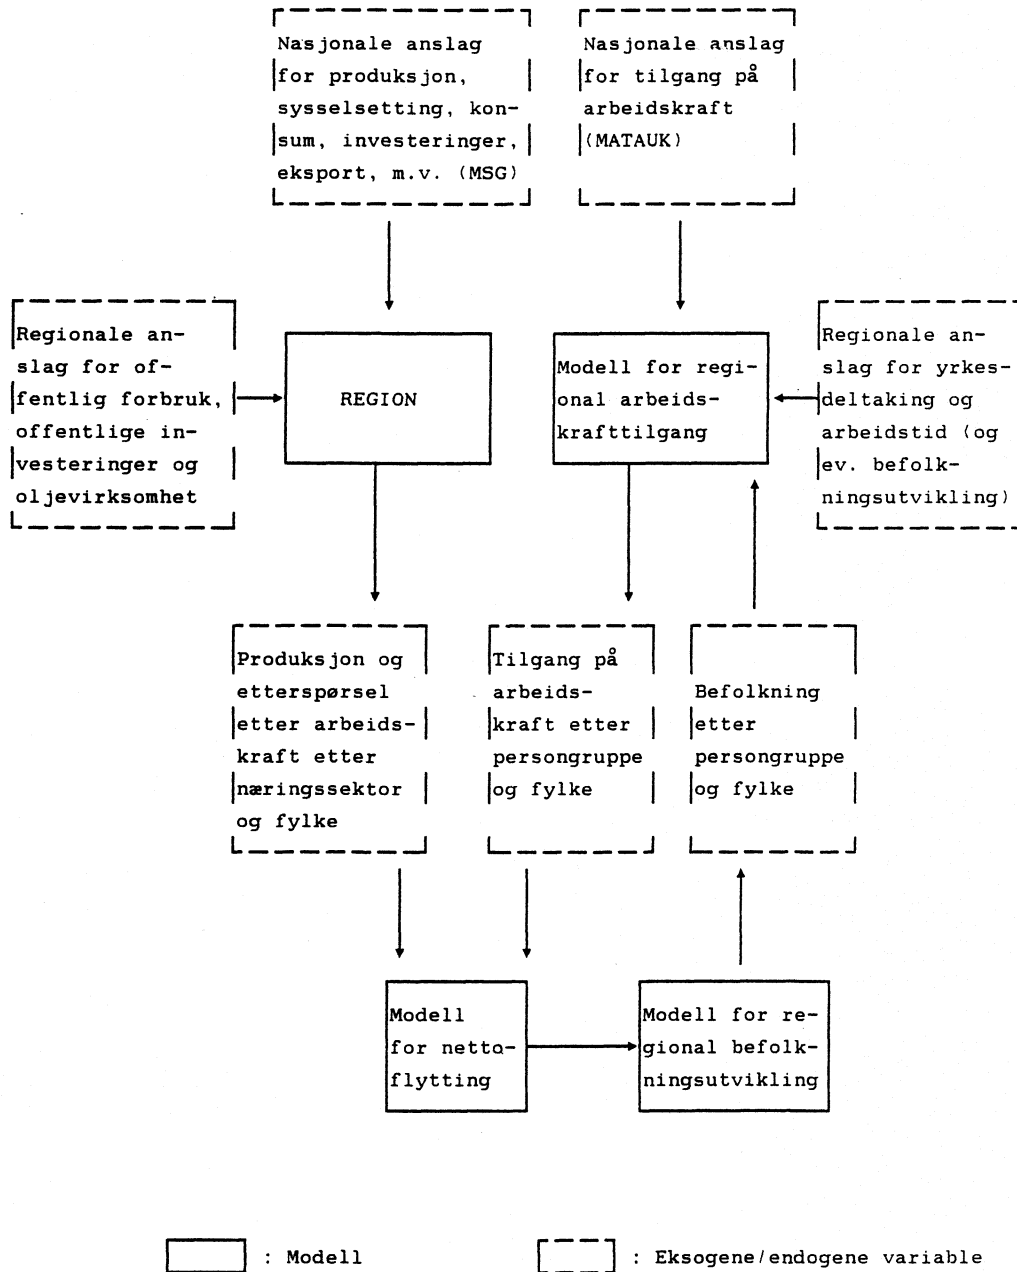 Nasjonale anslag
for produksjon,
sysselsetting, kon-
sum, investeringer,
eksport, m.v. (MSG)
Nasjonale anslag
for tilgang på
arbeidskraft
(MATAUK)
Regionale an-
slag for of-
fentlig forbruk,
offentlige in-
vesteringer og
oljevirksomhet
REGION
Modell for regi-
onal arbeids-
krafttilgang
Regionale an-
slag for yrkes-
deltaking og
arbeidstid (og
ev. befolk-
ningsutvikling)
Produksjon og
etterspørsel
etter arbeids-
kraft etter
næringssektor
og fylke
Tilgang på
arbeids-
kraft etter
persongruppe
og fylke
Befolkning
etter
persongruppe
og fylke
Modell
for netto-
flytting
Modell for re-
gional befolk-
ningsutvikling
: Modell
: Eksogene/endogene variable